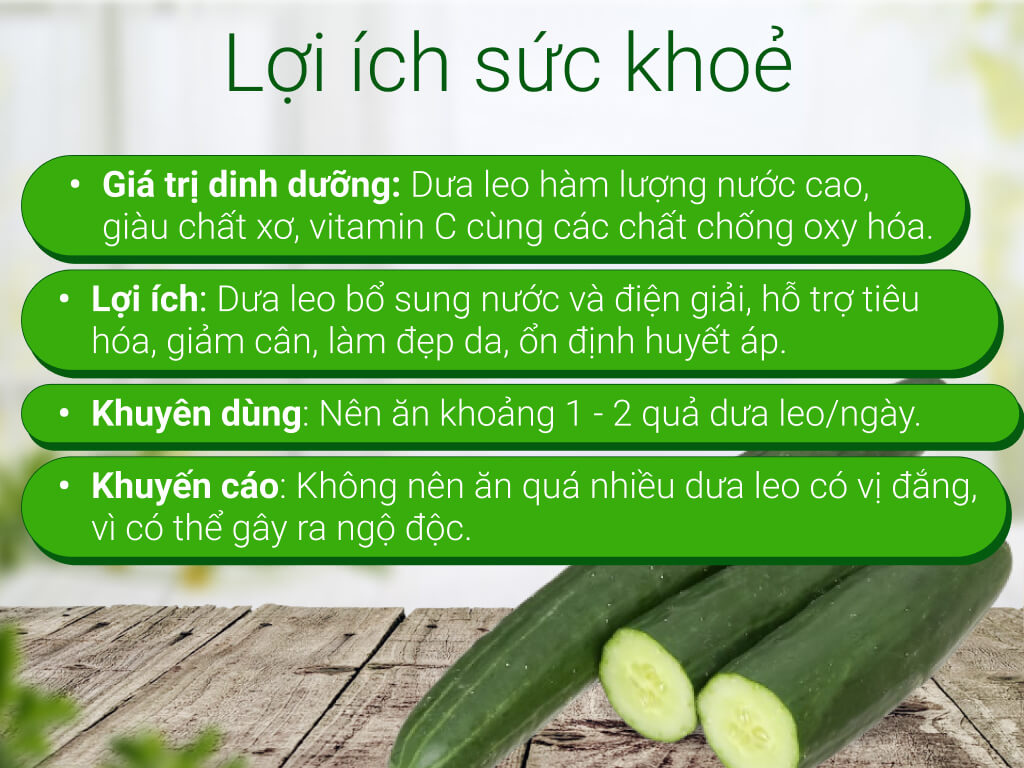 Lợi ích sức khoẻ
• Giá trị dinh dưỡng: Dưa leo hàm lượng nước cao,
giàu chất xơ, vitamin C cùng các chất chống oxy hóa.
• Lợi ích: Dưa leo bổ sung nước và điện giải, hỗ trợ tiêu
hóa, giảm cân, làm đẹp da, ổn định huyết áp.
• Khuyên dùng: Nên ăn khoảng 1 - 2 quả dưa leo/ngày.
• Khuyến cáo: Không nên ăn quá nhiều dưa leo có vị đắng,
vì có thể gây ra ngộ độc.